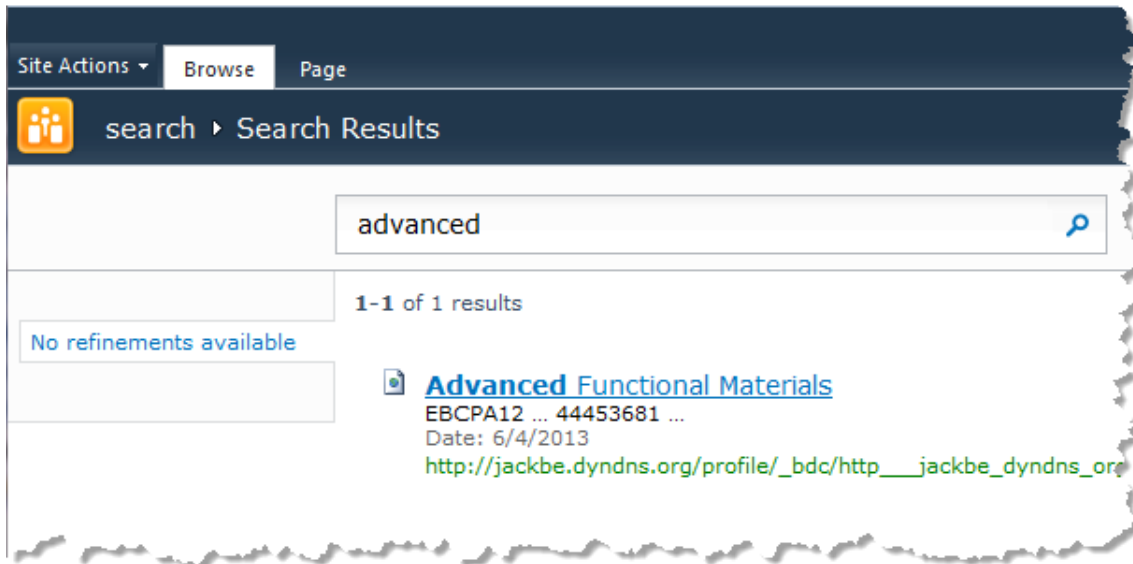 Site Actions Browse Page
search Search Results
advanced
1-1 of 1 results
No refinements available
Advanced Functional Materials
EBCPA12 ... 44453681 ...
Date: 6/4/2013
http://jackbe.dyndns.org/profile/_bdc/http___jackbe_dyndns_org